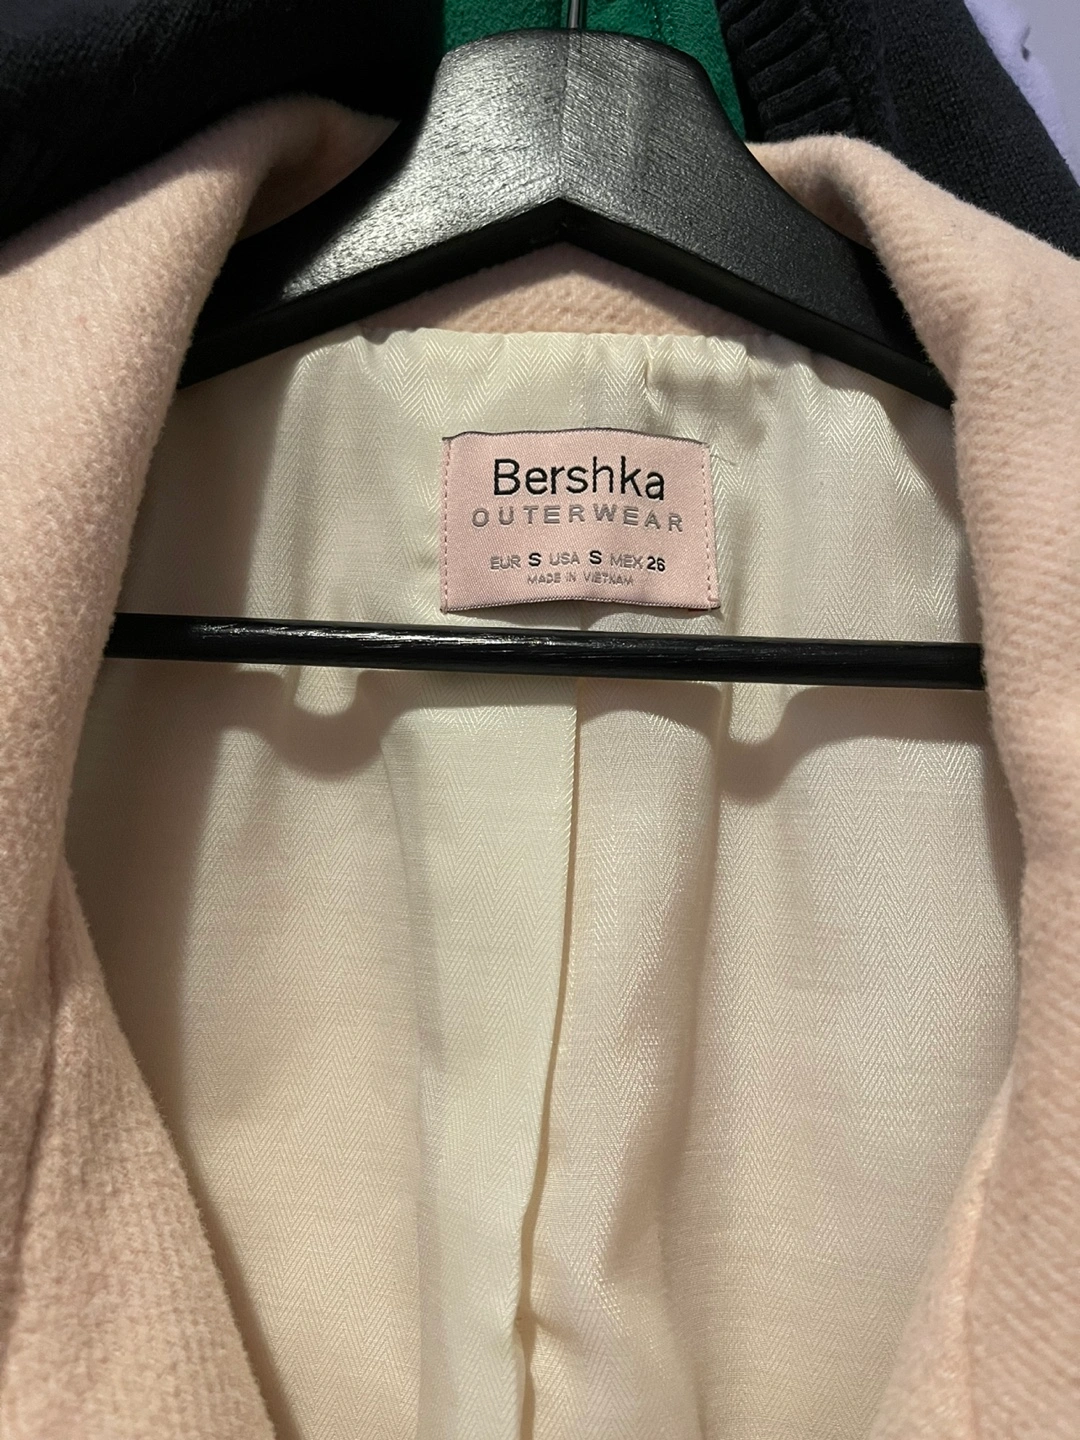 Bershka
OUTERWEAR
EUR S USA S MEX 26
MADE IN VIETNAM